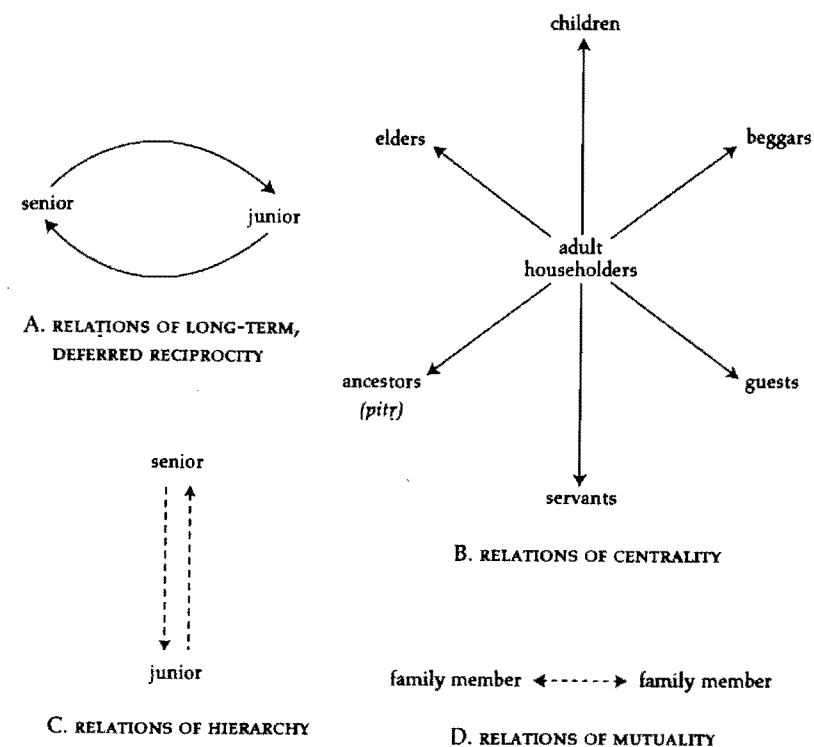 senior
junior
A. RELATIONS OF LONG-TERM,
DEFERRED RECIPROCITY
children
elders
beggars
adult
householders
ancestors
(pitṛ)
guests
servants
B. RELATIONS OF CENTRALITY
senior
junior
C. RELATIONS OF HIERARCHY
family member
family member
D. RELATIONS OF MUTUALITY